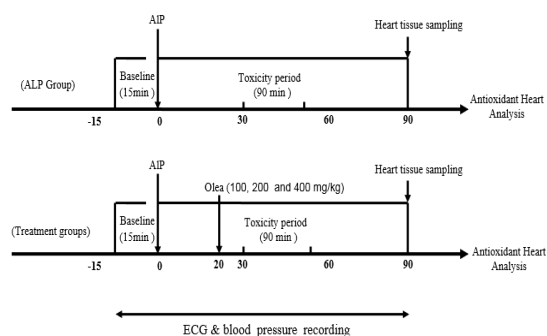 AlP
Heart tissue sampling
(ALP Group)
Baseline
(15min )
Toxicity period
(90 min )
Antioxidant Heart
Analysis
-15 0 30 60 90
AlP
Heart tissue sampling
Olea (100, 200 and 400 mg/kg)
(Treatment groups)
Baseline
(15min )
Toxicity period
(90 min )
Antioxidant Heart
Analysis
-15 0 20 30 60 90
ECG & blood pressure recording